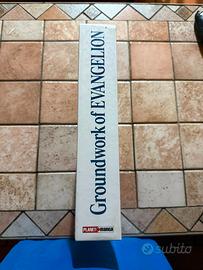 Groundwork of EVANGELION
PLANET MANGA
subito